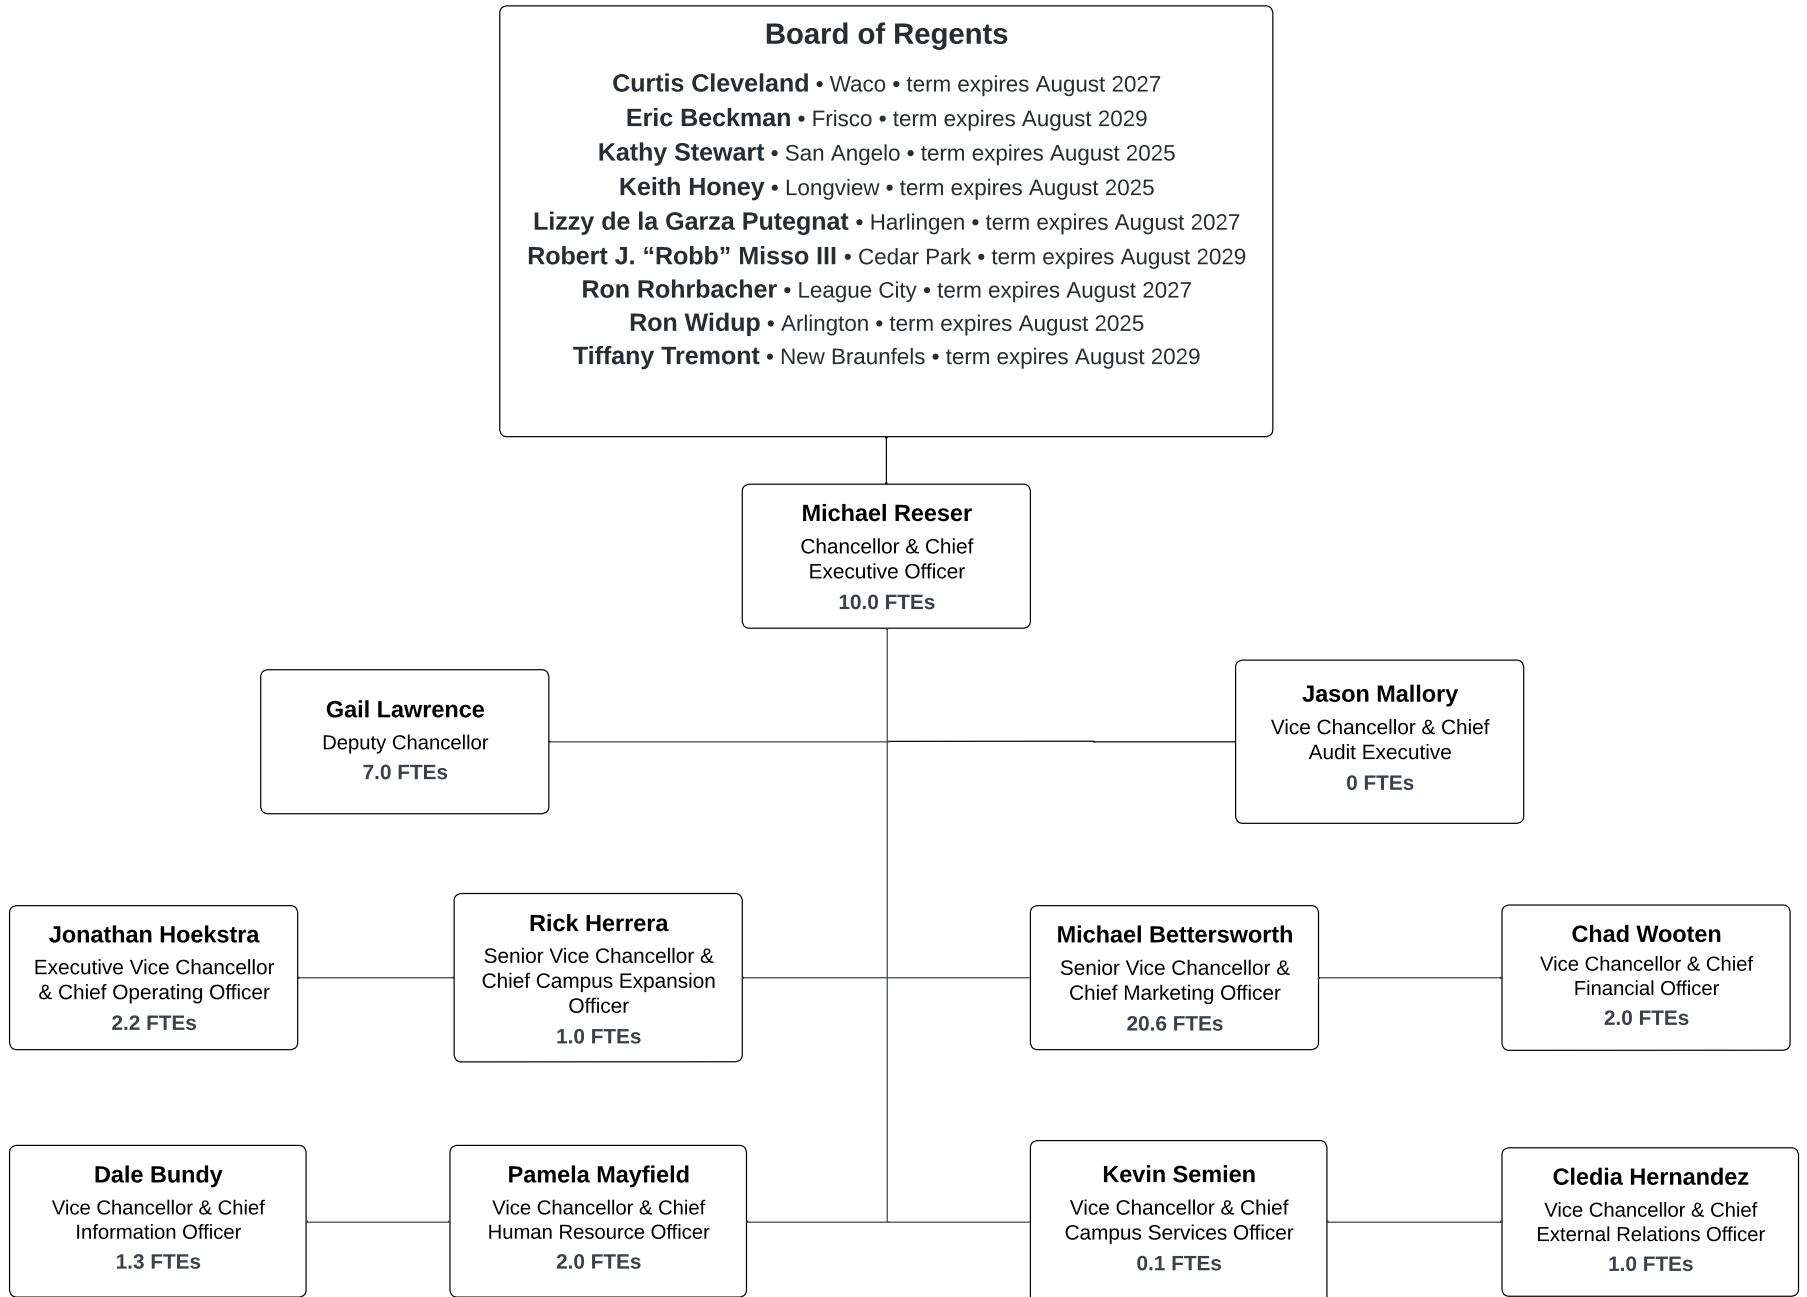 Board of Regents
Curtis Cleveland • Waco • term expires August 2027
Eric Beckman • Frisco • term expires August 2029
Kathy Stewart • San Angelo • term expires August 2025
Keith Honey • Longview • term expires August 2025
Lizzy de la Garza Putegnat • Harlingen • term expires August 2027
Robert J. “Robb” Misso III • Cedar Park • term expires August 2029
Ron Rohrbacher • League City • term expires August 2027
Ron Widup • Arlington • term expires August 2025
Tiffany Tremont • New Braunfels • term expires August 2029
Michael Reeser
Chancellor & Chief
Executive Officer
10.0 FTEs
Gail Lawrence
Deputy Chancellor
7.0 FTEs
Jason Mallory
Vice Chancellor & Chief
Audit Executive
0 FTEs
Jonathan Hoekstra
Executive Vice Chancellor
& Chief Operating Officer
2.2 FTEs
Rick Herrera
Senior Vice Chancellor &
Chief Campus Expansion
Officer
1.0 FTEs
Michael Bettersworth
Senior Vice Chancellor &
Chief Marketing Officer
20.6 FTEs
Chad Wooten
Vice Chancellor & Chief
Financial Officer
2.0 FTEs
Dale Bundy
Vice Chancellor & Chief
Information Officer
1.3 FTEs
Pamela Mayfield
Vice Chancellor & Chief
Human Resource Officer
2.0 FTEs
Kevin Semien
Vice Chancellor & Chief
Campus Services Officer
0.1 FTEs
Cledia Hernandez
Vice Chancellor & Chief
External Relations Officer
1.0 FTEs